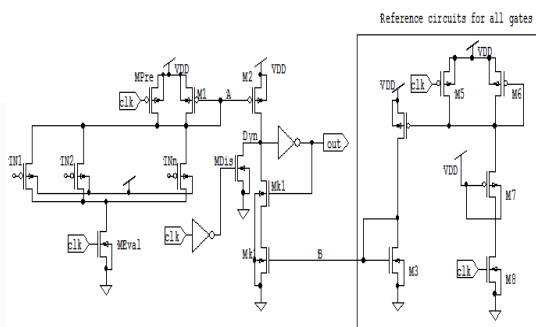 Reference circuits for all gates
VDD
VDD
VDD
MPre
M2
clk
M1
A
clk
M5
M6
VDD
Dyn
out
IN1
IN2
INn
MDis
VDD
Mk1
M7
clk
MEval
clk
Mk
B
M3
clk
M8